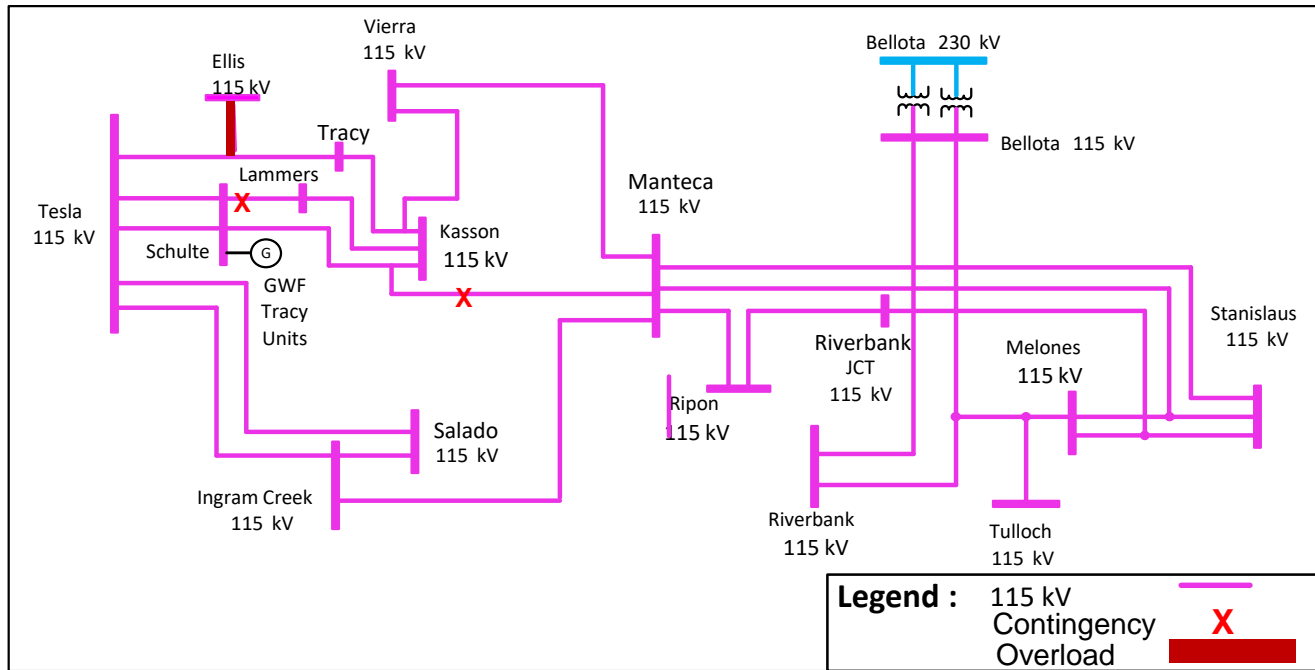 Vierra
115 kV
Bellota 230 kV
Ellis
115 kV
Tracy
Bellota 115 kV
Lammers
X
Manteca
115 kV
Tesla
115 kV
Schulte
G
Kasson
115 kV
GWF
Tracy
Units
X
Stanislaus
115 kV
Riverbank
JCT
115 kV
Melones
115 kV
Ripon
115 kV
Salado
115 kV
Ingram Creek
115 kV
Riverbank
115 kV
Tulloch
115 kV
Legend :
115 kV
Contingency X
Overload